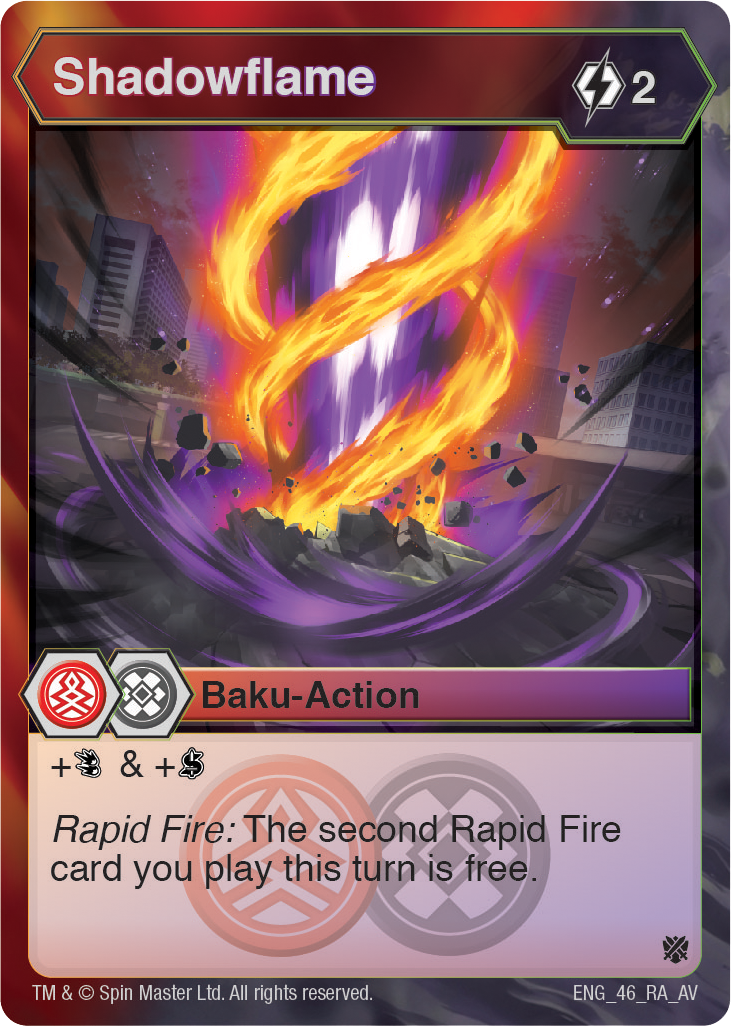 Shadowflame
2
Baku-Action
+ & +
Rapid Fire: The second Rapid Fire
card you play this turn is free.
TM & © Spin Master Ltd. All rights reserved.
ENG_46_RA_AV